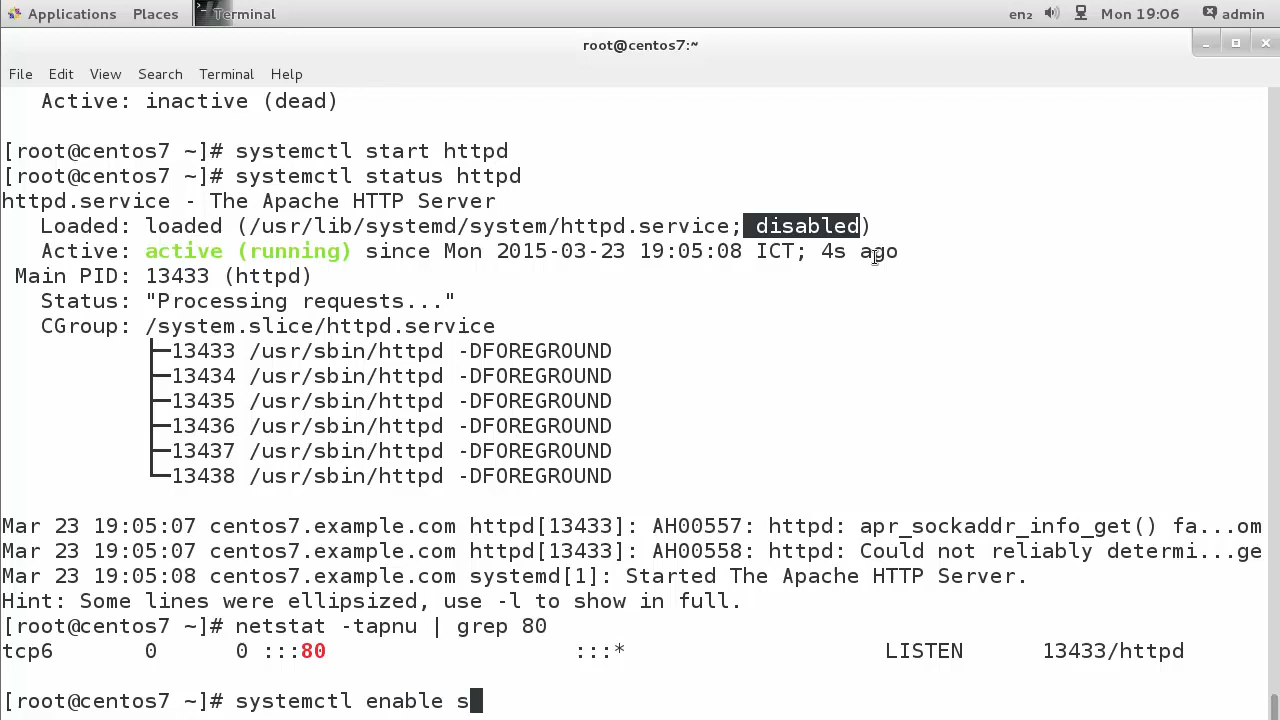 Applications Places Terminal en₂ Mon 19:06 admin
root@centos7:~
File Edit View Search Terminal Help
Active: inactive (dead)
[root@centos7 ~]# systemctl start httpd
[root@centos7 ~]# systemctl status httpd
httpd.service - The Apache HTTP Server
Loaded: loaded (/usr/lib/systemd/system/httpd.service; disabled)
Active: active (running) since Mon 2015-03-23 19:05:08 ICT; 4s ago
Main PID: 13433 (httpd)
Status: "Processing requests..."
CGroup: /system.slice/httpd.service
├─13433 /usr/sbin/httpd -DFOREGROUND
├─13434 /usr/sbin/httpd -DFOREGROUND
├─13435 /usr/sbin/httpd -DFOREGROUND
├─13436 /usr/sbin/httpd -DFOREGROUND
├─13437 /usr/sbin/httpd -DFOREGROUND
└─13438 /usr/sbin/httpd -DFOREGROUND
Mar 23 19:05:07 centos7.example.com httpd[13433]: AH00557: httpd: apr_sockaddr_info_get() fa...om
Mar 23 19:05:07 centos7.example.com httpd[13433]: AH00558: httpd: Could not reliably determi...ge
Mar 23 19:05:08 centos7.example.com systemd[1]: Started The Apache HTTP Server.
Hint: Some lines were ellipsized, use -l to show in full.
[root@centos7 ~]# netstat -tapnu | grep 80
tcp6 0 0 :::80 :::* LISTEN 13433/httpd
[root@centos7 ~]# systemctl enable s